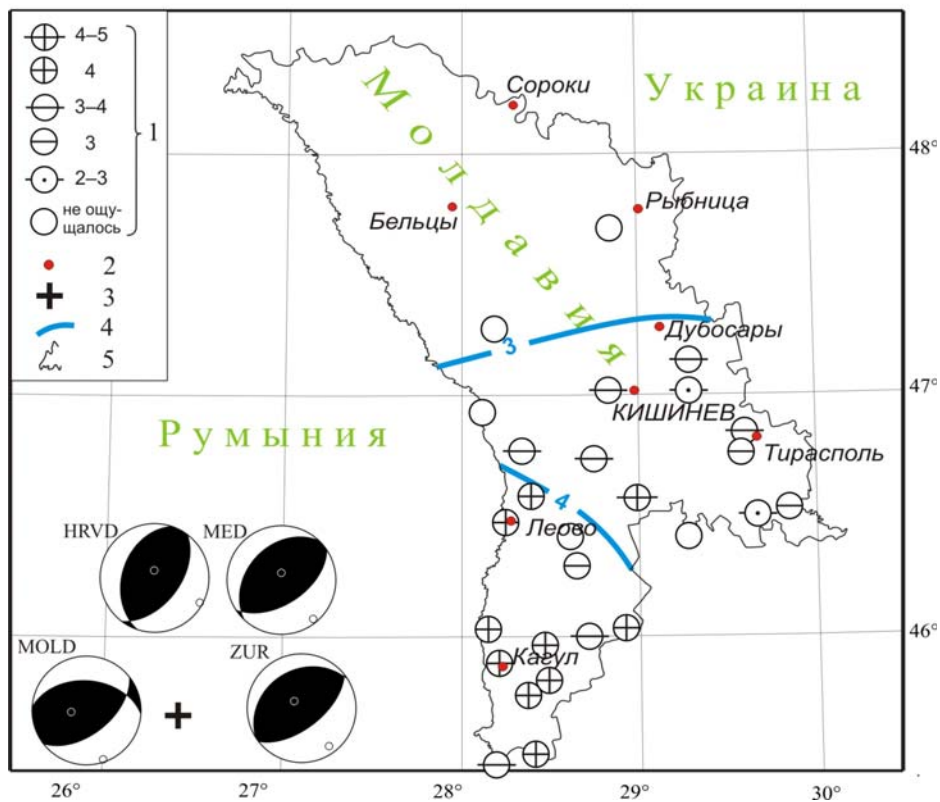 4–5
4
3–4
3
2–3
не ощу-
щалось
1
2
3
4
5
Сороки
Украина
Молдавия
48°
Бельцы
Рыбница
3
Дубосары
47°
КИШИНЕВ
Румыния
Тирасполь
4
Леово
HRVD
MED
46°
MOLD
ZUR
Кагул
26°
27°
28°
29°
30°